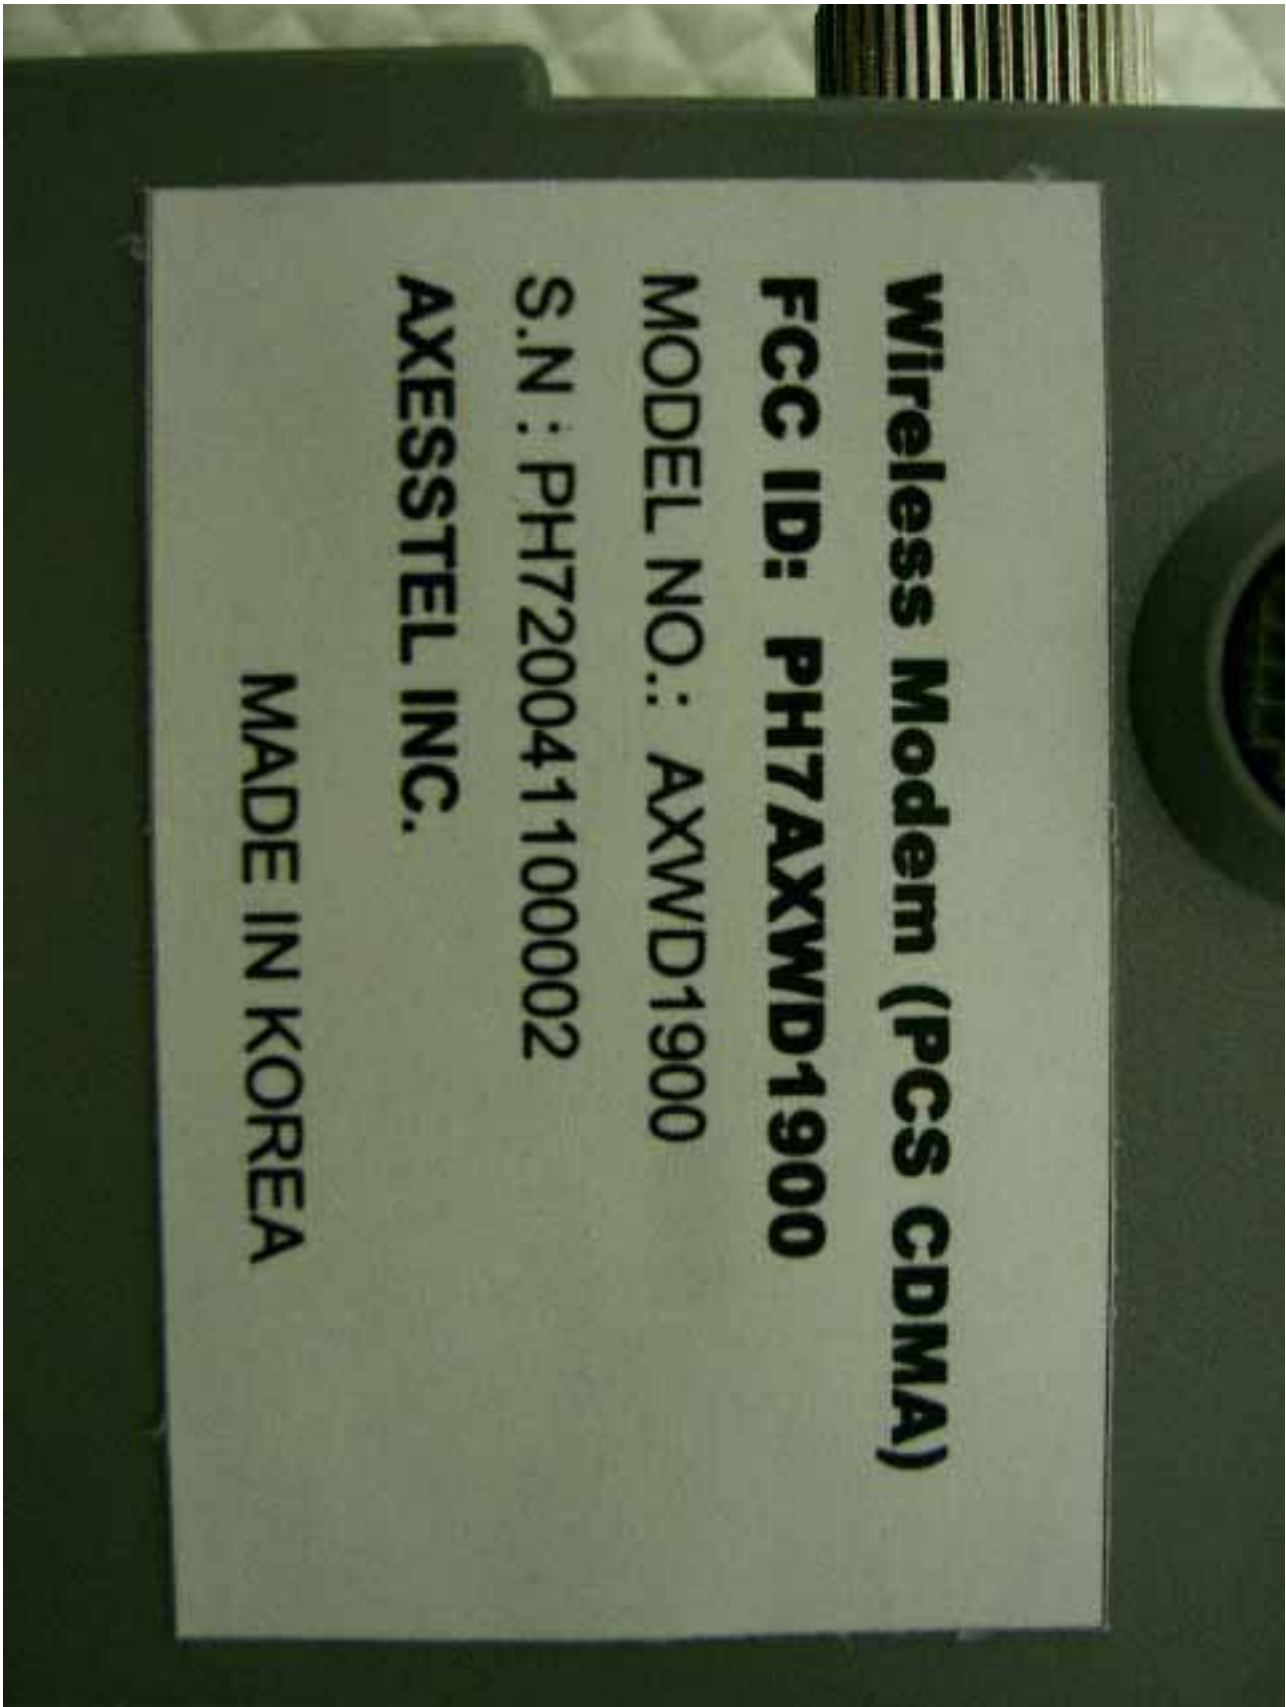 Wireless Modem (PCS CDMA)
FCC ID: PH7AXWD1900
MODEL NO.: AXWD1900
S.N : PH720041100002
AXESSTEL INC.
MADE IN KOREA